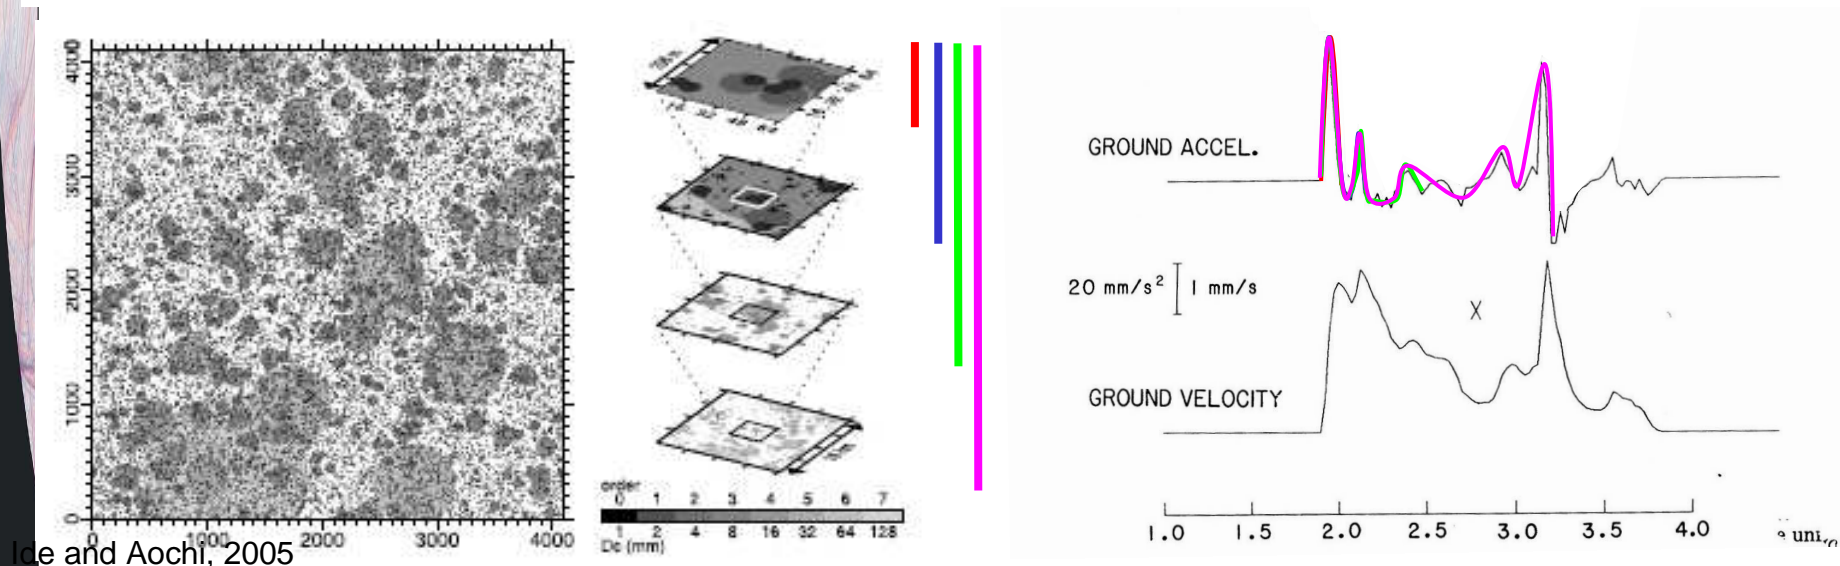 4000
3000
2000
1000
0
0 1000 2000 3000 4000
Ide and Aochi, 2005
order
0 1 2 3 4 5 6 7
1 2 4 8 16 32 64 128
Dc (mm)
GROUND ACCEL.
20 mm/s² 1 mm/s
X
GROUND VELOCITY
1.0 1.5 2.0 2.5 3.0 3.5 4.0